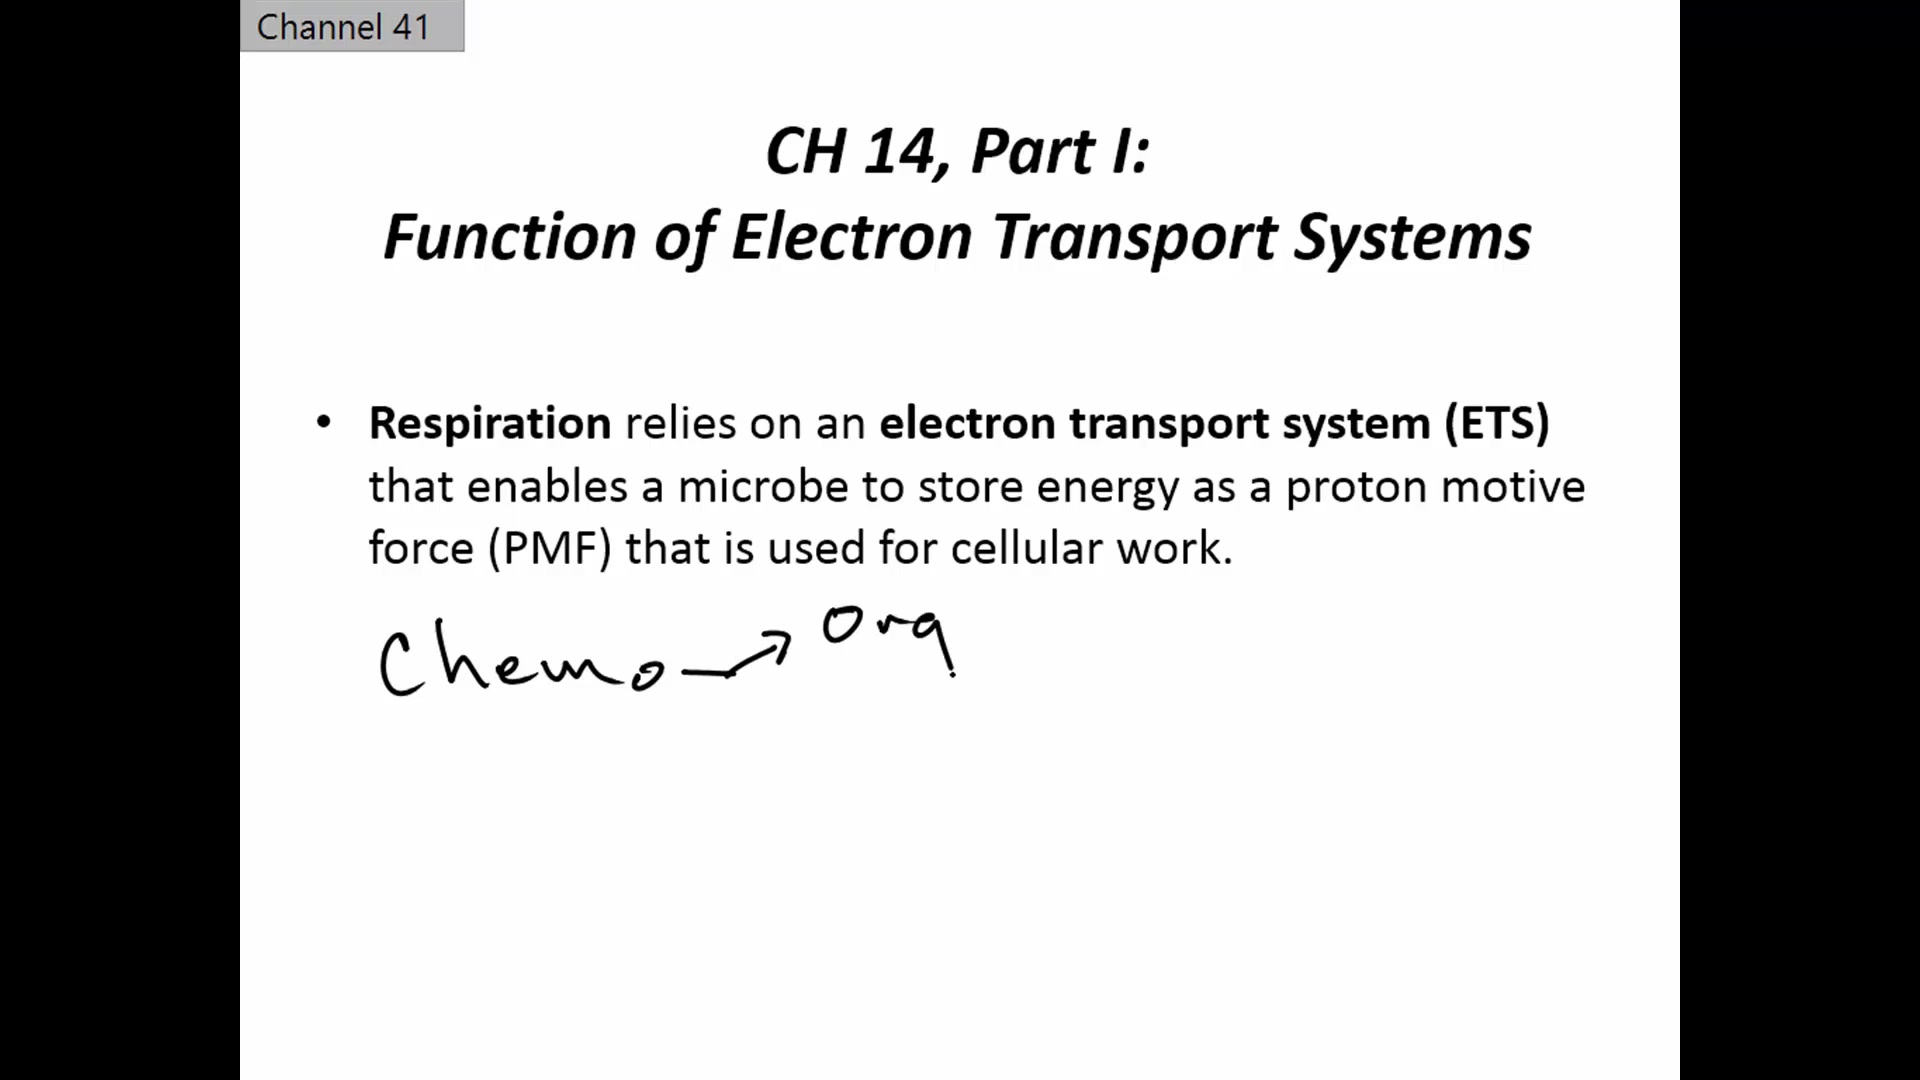 Channel 41
CH 14, Part I:
Function of Electron Transport Systems
• Respiration relies on an electron transport system (ETS)
that enables a microbe to store energy as a proton motive
force (PMF) that is used for cellular work.
Chemo → Org